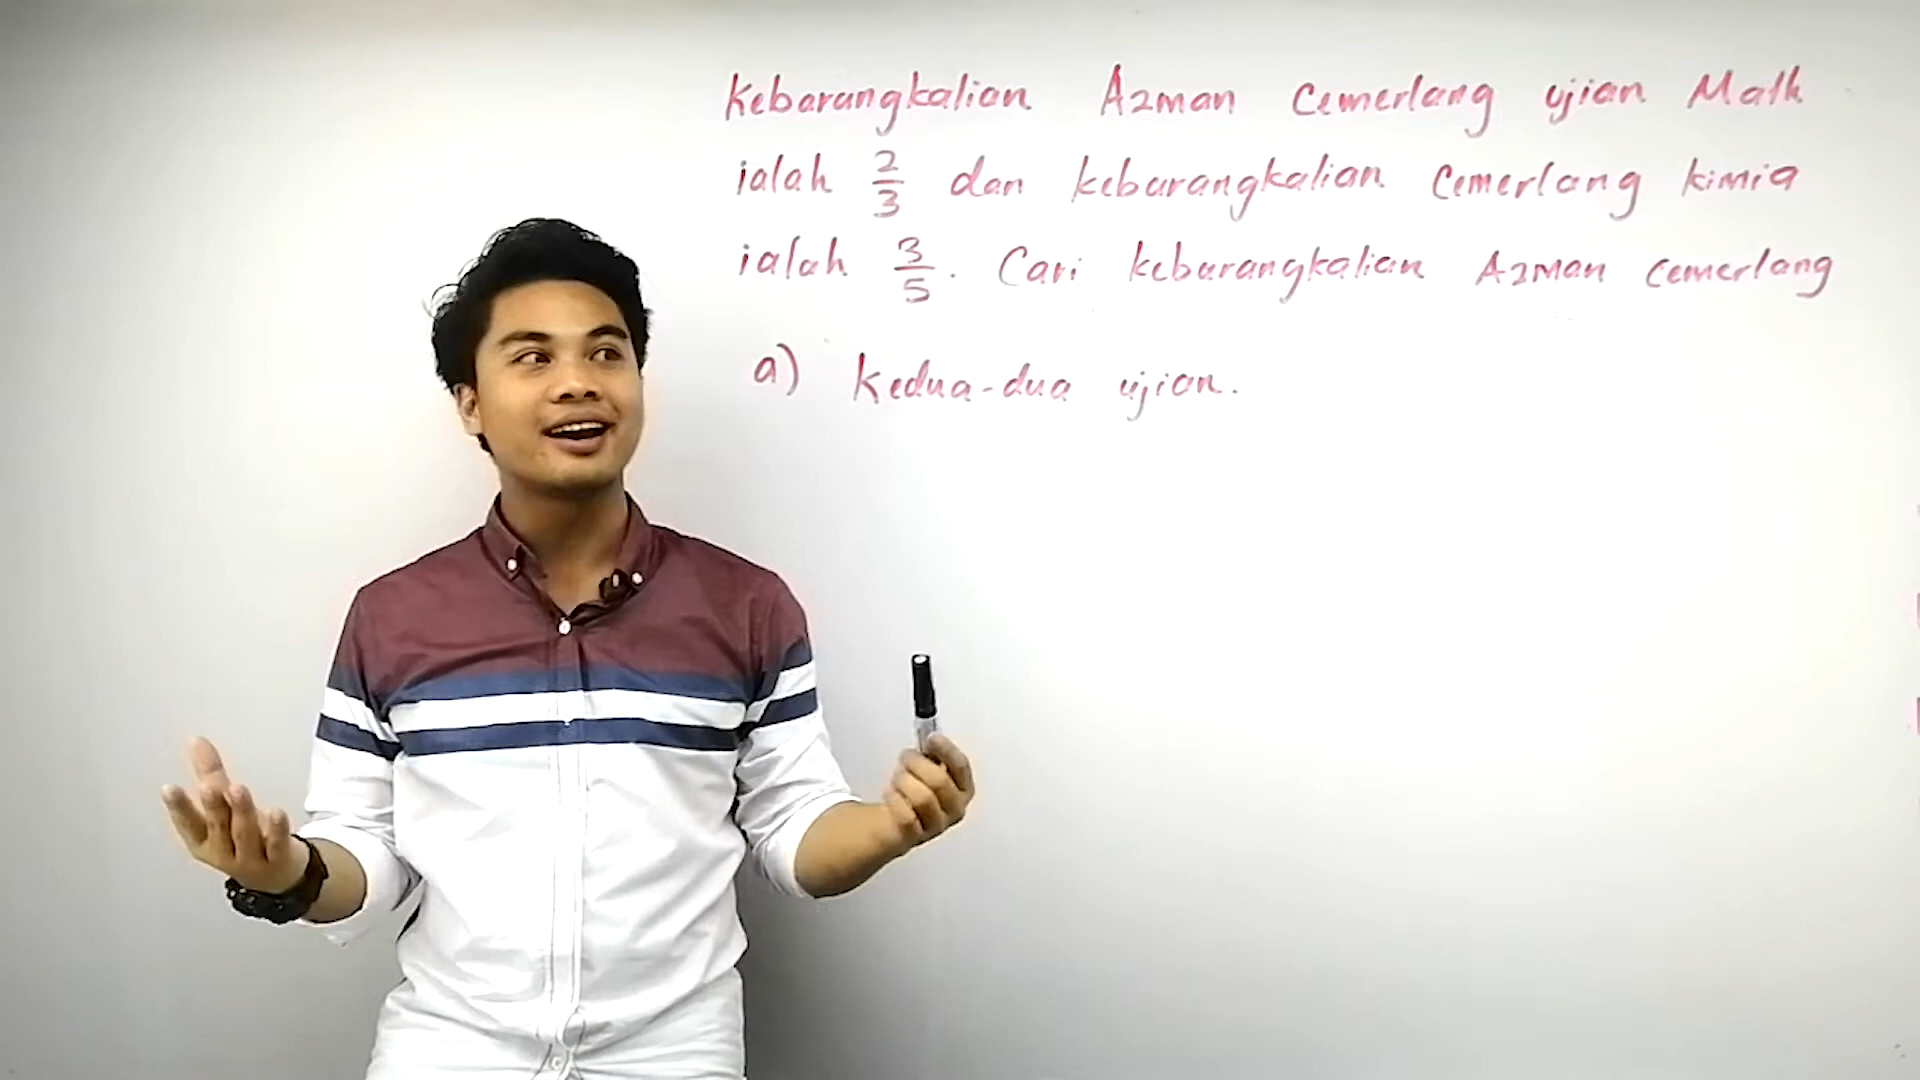 Kebarangkalian Azman Cemerlang ujian Math
ialah 2/3 dan kebarangkalian Cemerlang kimia
ialah 3/5. Cari kebarangkalian Azman cemerlang
a) Kedua-dua ujian.